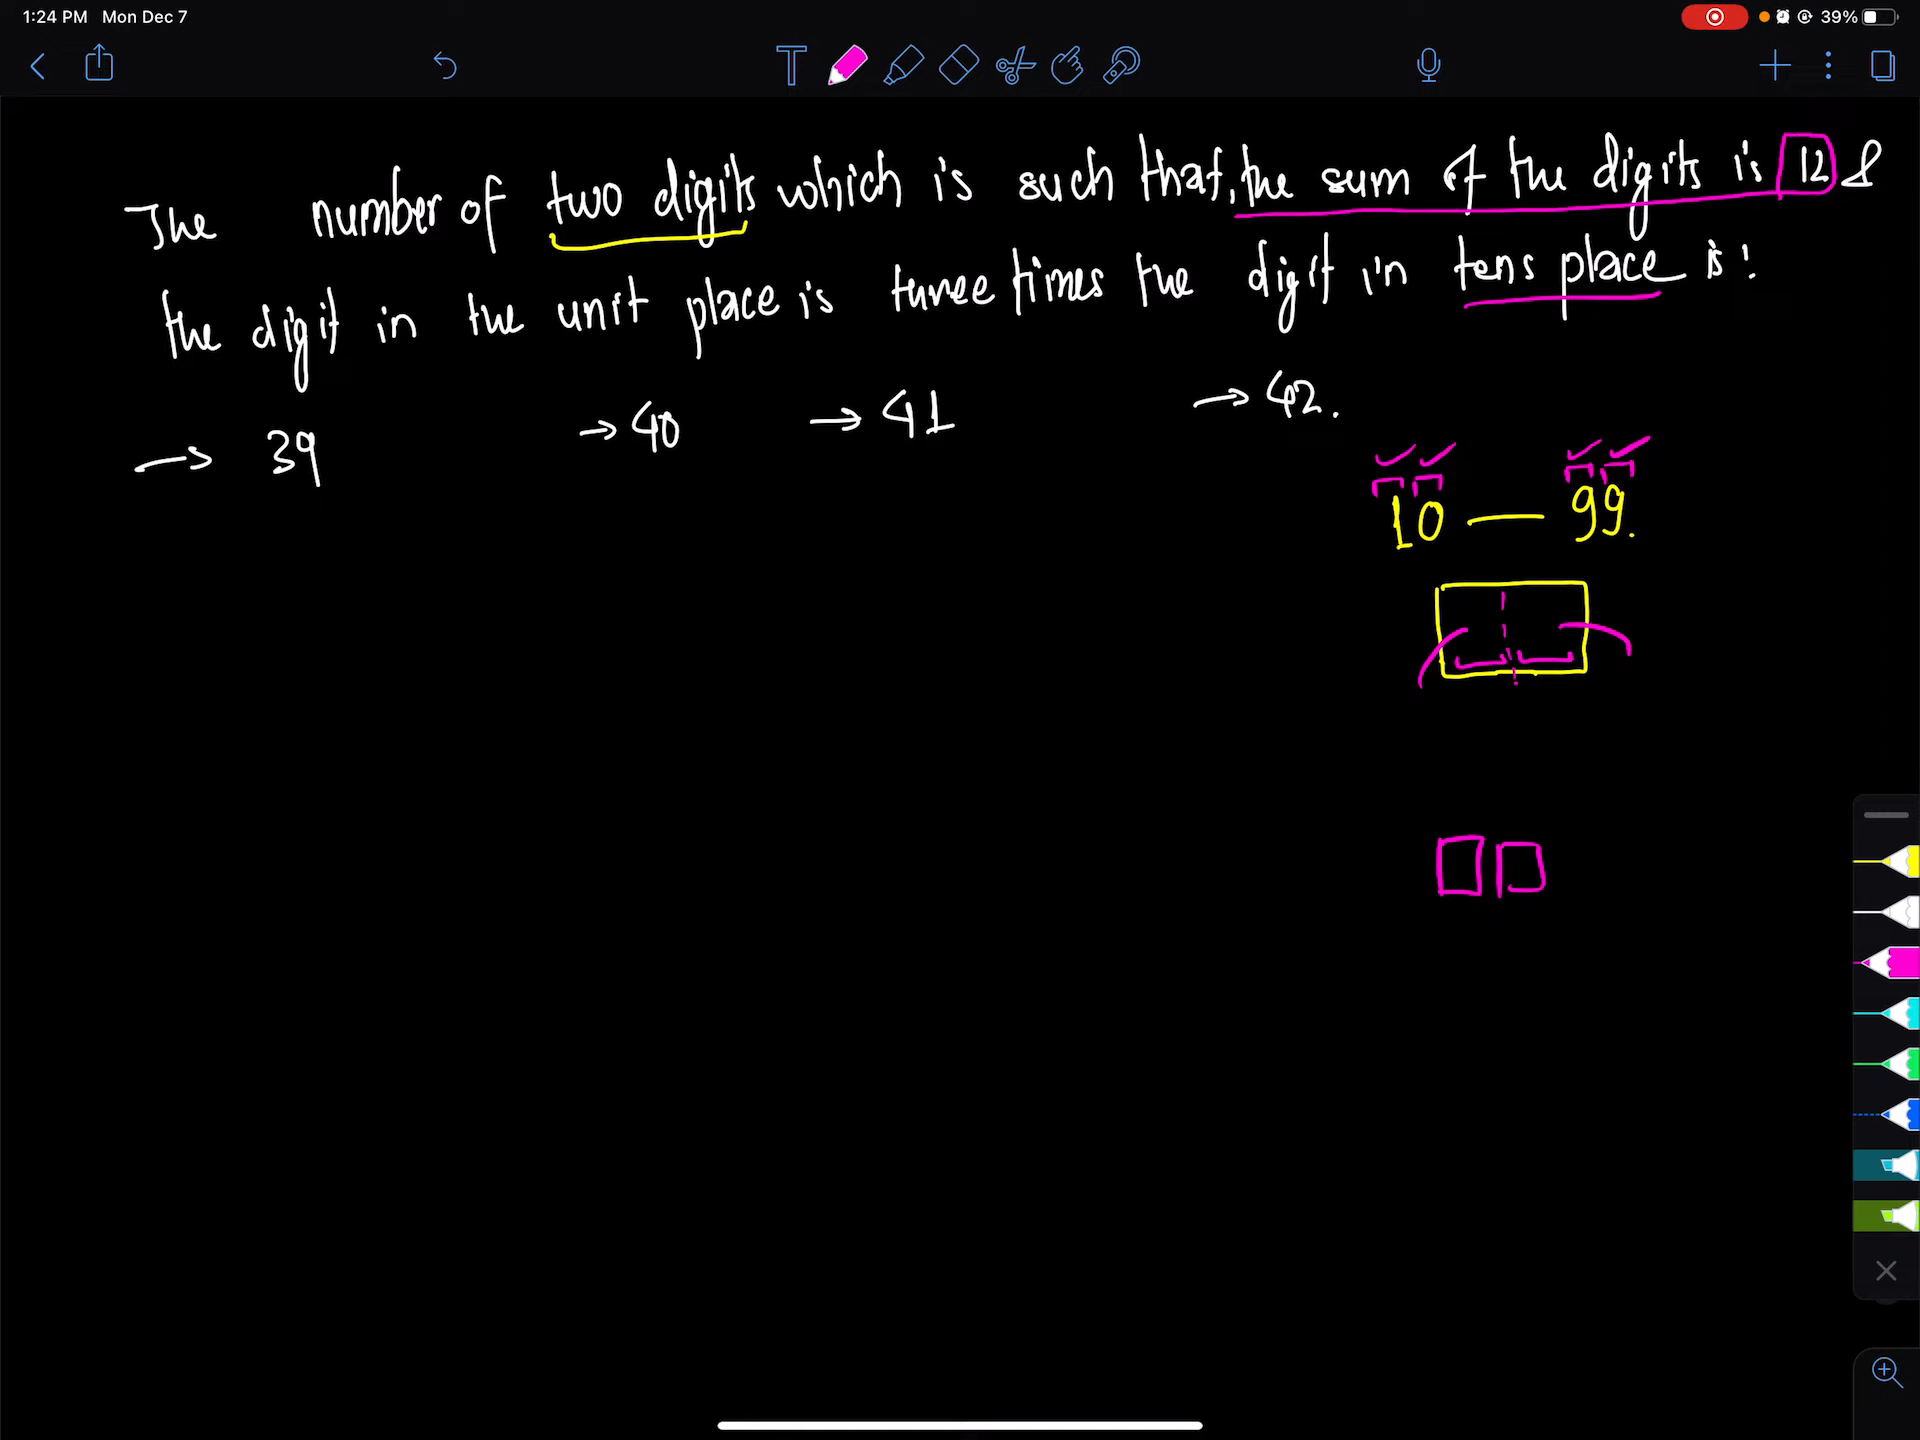 1:24 PM Mon Dec 7
39%
The number of two digits which is such that, the sum of the digits is 12 &
the digit in the unit place is three times the digit in tens place is:
→ 39 → 40 → 41 → 42.
10 — 99.